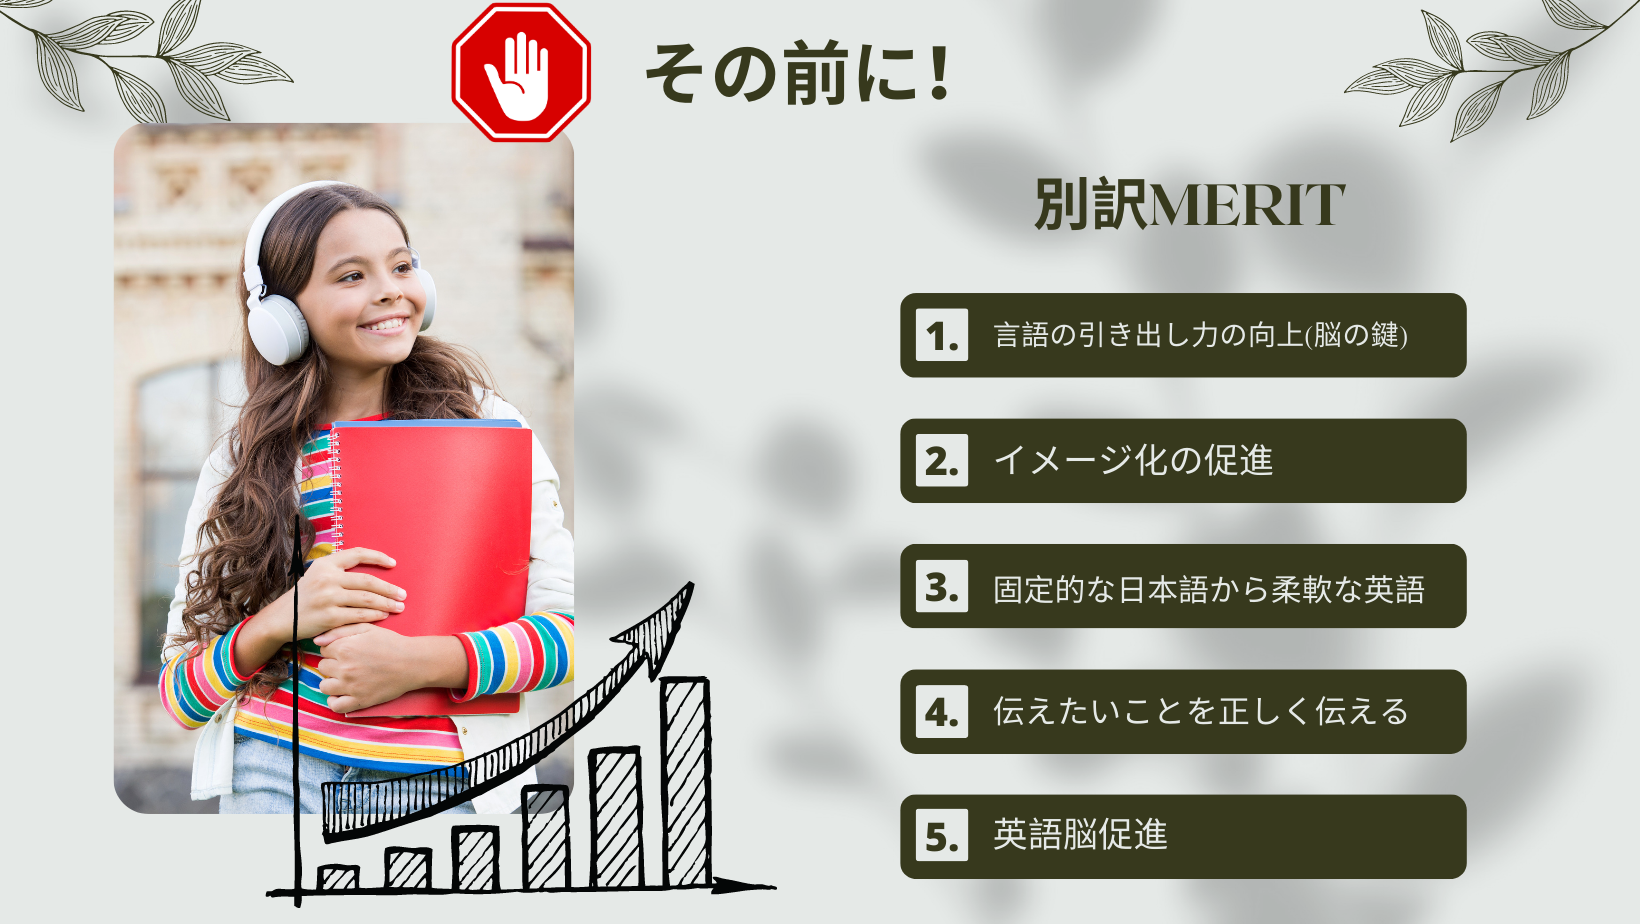 その前に!
別訳MERIT
1. 言語の引き出し力の向上(脳の鍵)
2. イメージ化の促進
3. 固定的な日本語から柔軟な英語
4. 伝えたいことを正しく伝える
5. 英語脳促進